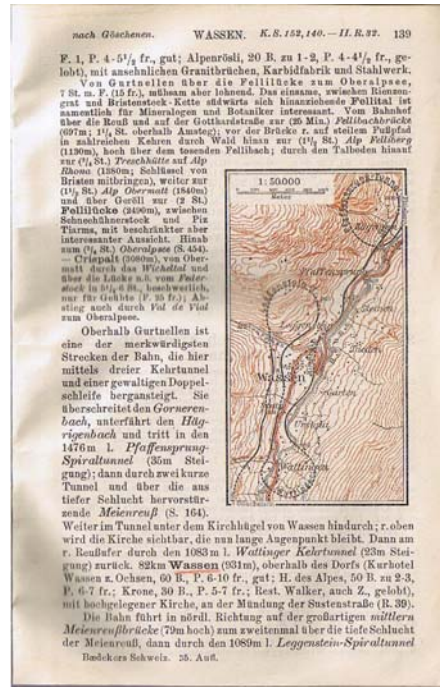 nach Göschenen. WASSEN. K. S. 152, 140. — II. R. 32. 139
F. 1, P. 4-5½ fr., gut; Alpenrösli, 20 B. zu 1-2, P. 4-4½ fr., ge-
lobt), mit ansehnlichen Granitbrüchen, Karbidfabrik und Stahlwerk.
Von Gurtnellen über die Fellilücke zum Oberalpsee,
7 St. m. F. (15 fr.), mühsam aber lohnend. Das einsame, zwischen Rienzen-
grat und Bristenstock-Kette südwärts sich hinanziehende Fellital ist
namentlich für Mineralogen und Botaniker interessant. Vom Bahnhof
über die Reuß und auf der Gotthardstraße zur (25 Min.) Fellibachbrücke
(697m; 1¼ St. oberhalb Amsteg); vor der Brücke r. auf steilem Fußpfad
in zahlreichen Kehren durch Wald hinan zur (1½ St.) Alp Felliberg
(1130m), hoch über dem tosenden Fellibach; durch den Talboden hinauf
zur (¾ St.) Treschhütte auf Alp
Rhona (1380m; Schlüssel von
Bristen mitbringen), weiter zur
(1½ St.) Alp Obermatt (1840m)
und über Geröll zur (2 St.)
Fellilücke (2490m), zwischen
Schneehühnerstock und Piz
Tiarms, mit beschränkter aber
interessanter Aussicht. Hinab
zum (¾ St.) Oberalpsee (S. 454).
— Crispalt (3080m), von Ober-
matt durch das Wicheltal und
über die Lücke n.ö. vom Feder-
stock in 5½-6 St., beschwerlich,
nur für Geübte (F. 25 fr.); Ab-
stieg auch durch Val de Vial
zum Oberalpsee.
1 : 50.000
Meter
Pfaffensprung
Wassen
Wattingen
Oberhalb Gurtnellen ist
eine der merkwürdigsten
Strecken der Bahn, die hier
mittels dreier Kehrtunnel
und einer gewaltigen Doppel-
schleife bergansteigt. Sie
überschreitet den Gorneren-
bach, unterfährt den Häg-
rigenbach und tritt in den
1476m l. Pfaffensprung-
Spiraltunnel (35m Stei-
gung); dann durch zwei kurze
Tunnel und über die aus
tiefer Schlucht hervorstür-
zende Meienreuß (S. 164).
Weiter im Tunnel unter dem Kirchhügel von Wassen hindurch; r. oben
wird die Kirche sichtbar, die nun lange Augenpunkt bleibt. Dann am
r. Reußufer durch den 1083m l. Wattinger Kehrtunnel (23m Stei-
gung) zurück. 82km Wassen (931m), oberhalb des Dorfs (Kurhotel
Wassen z. Ochsen, 60 B., P. 6-10 fr., gut; H. des Alpes, 50 B. zu 2-3,
P. 6-7 fr.; Krone, 30 B., P. 5-7 fr.; Rest. Walker, auch Z., gelobt),
mit hochgelegener Kirche, an der Mündung der Sustenstraße (R. 39).
Die Bahn führt in nördl. Richtung auf der großartigen mittlern
Meienreußbrücke (79m hoch) zum zweitenmal über die tiefe Schlucht
der Meienreuß, dann durch den 1089m l. Leggenstein-Spiraltunnel
Bædekers Schweiz. 35. Aufl.